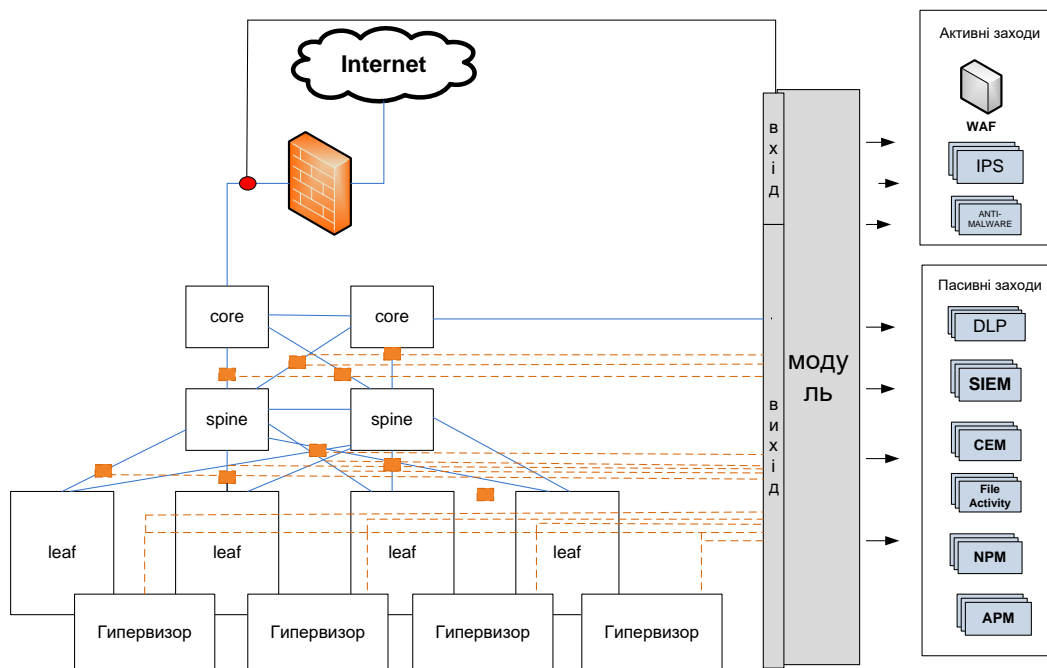 Internet
Активні заходи
WAF
IPS
ANTI-
MALWARE
в
х
і
д
core
core
Пасивні заходи
DLP
моду
ль
SIEM
spine
spine
в
и
х
і
д
CEM
File
Activity
leaf
leaf
leaf
leaf
NPM
APM
Гипервизор
Гипервизор
Гипервизор
Гипервизор